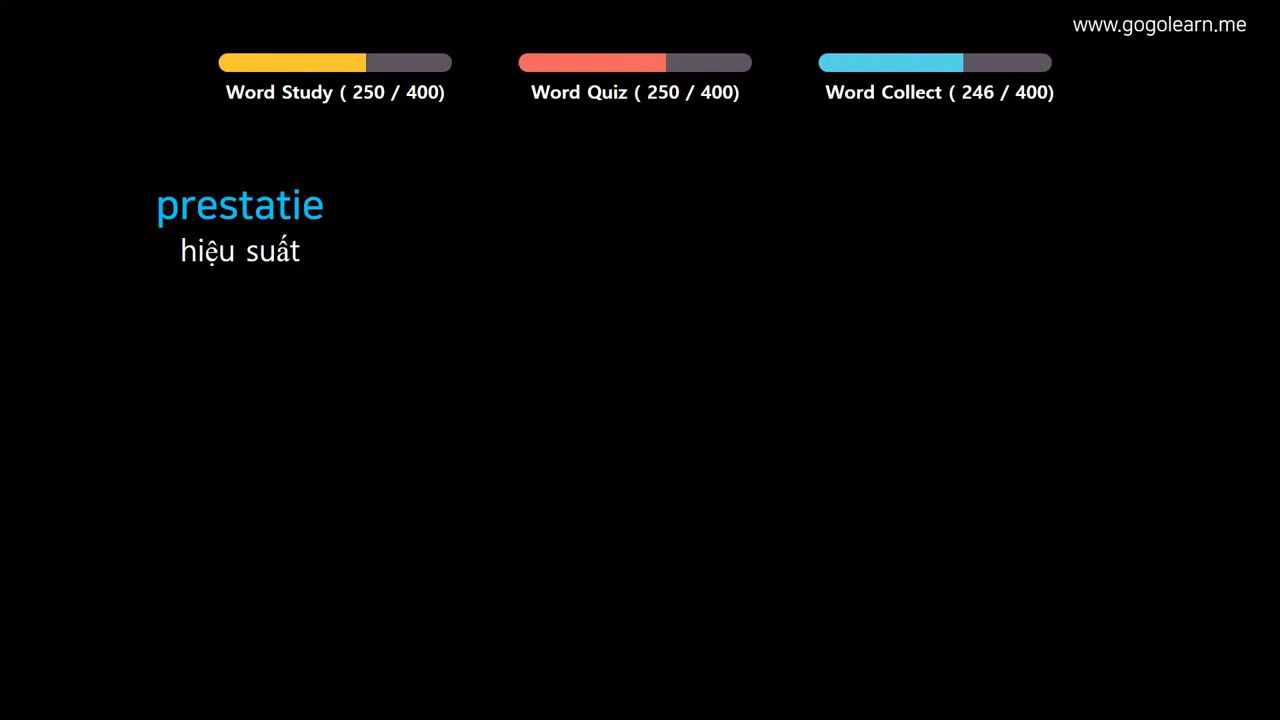 www.gogolearn.me
Word Study ( 250 / 400)
Word Quiz ( 250 / 400)
Word Collect ( 246 / 400)
prestatie
hiệu suất